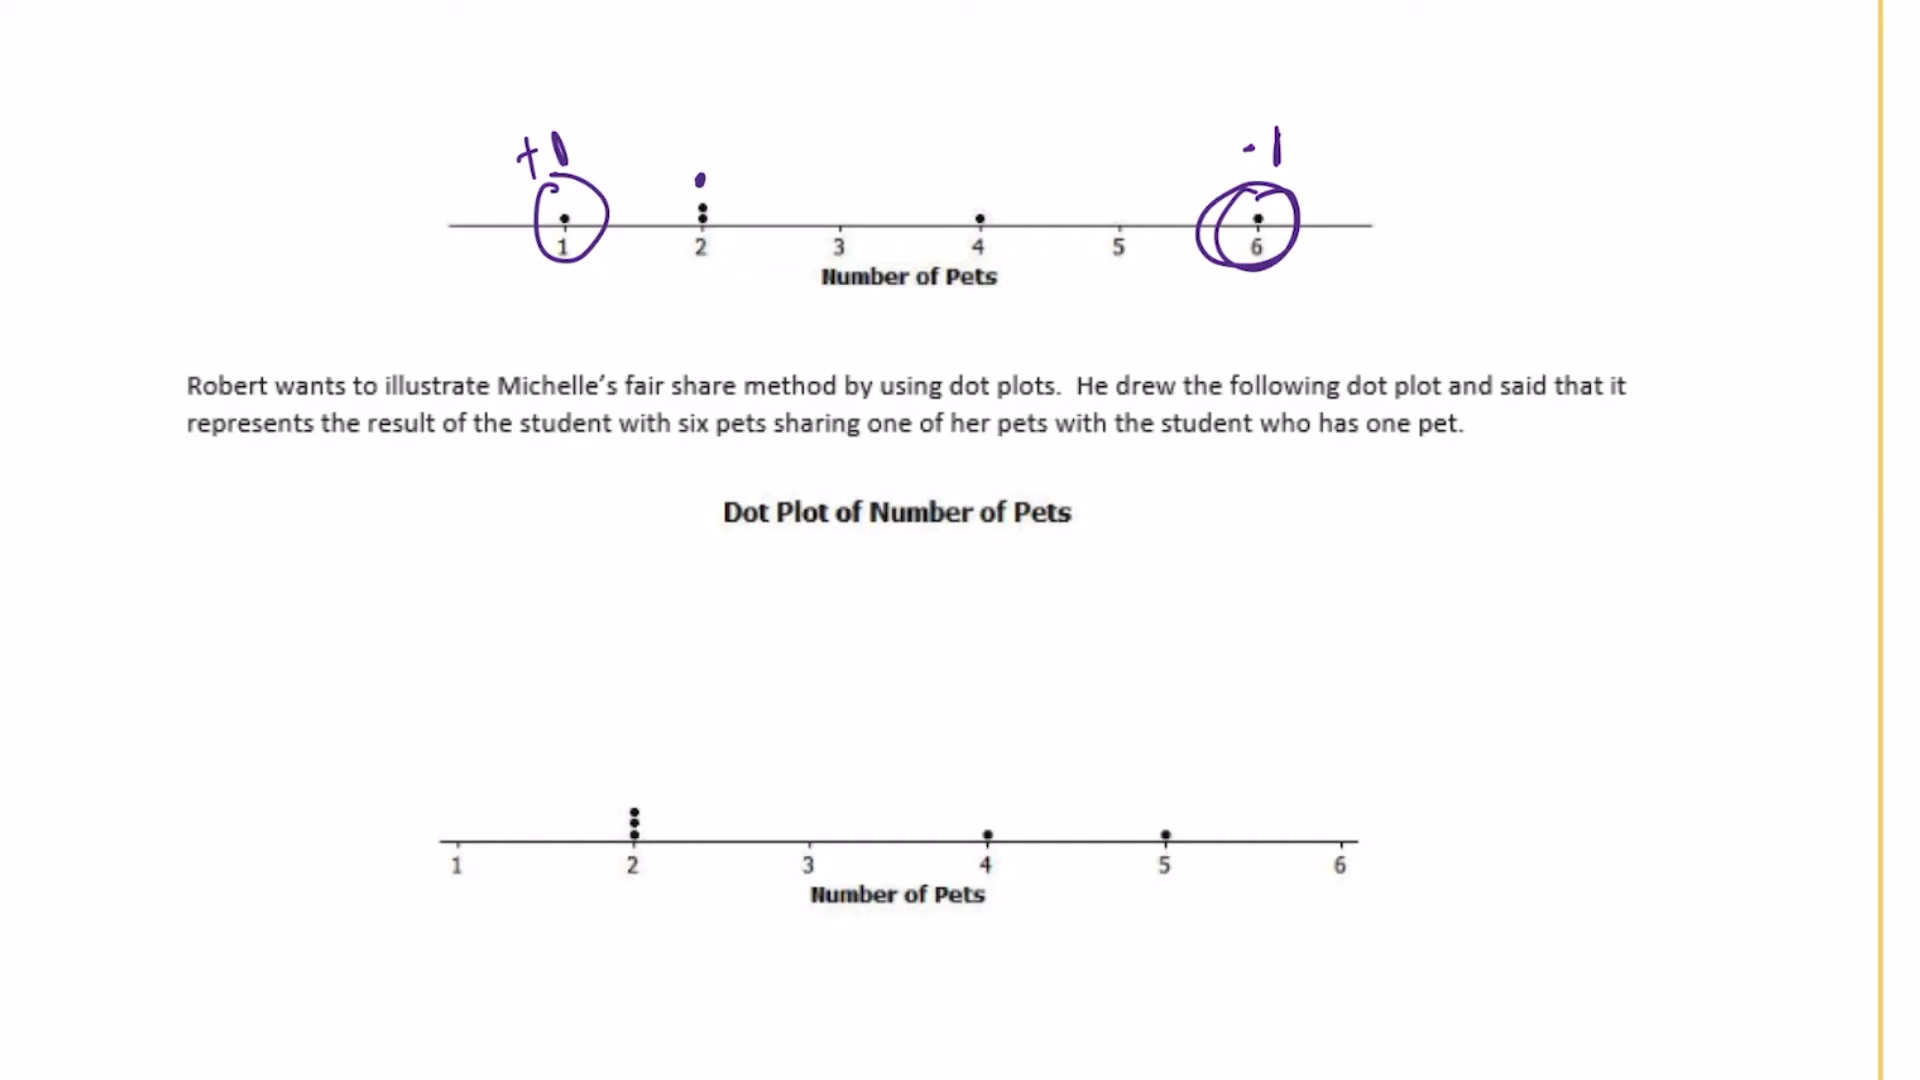 +1
-1
1 2 3 4 5 6
Number of Pets
Robert wants to illustrate Michelle’s fair share method by using dot plots. He drew the following dot plot and said that it
represents the result of the student with six pets sharing one of her pets with the student who has one pet.
Dot Plot of Number of Pets
1 2 3 4 5 6
Number of Pets